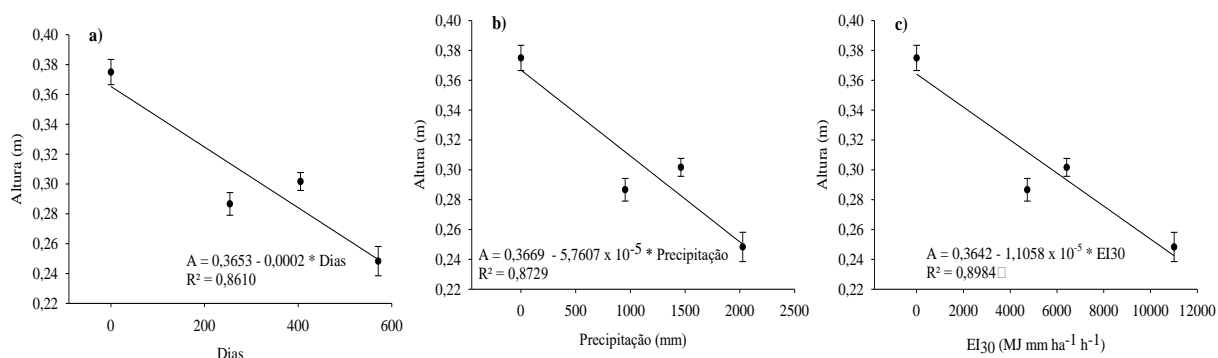 a)
0,40
0,38
0,36
0,34
0,32
0,30
0,28
0,26
0,24
0,22
Altura (m)
A = 0,3653 - 0,0002 * Dias
R² = 0,8610
0 200 400 600
Dias
b)
0,40
0,38
0,36
0,34
0,32
0,30
0,28
0,26
0,24
0,22
Altura (m)
A = 0,3669 - 5,7607 x 10⁻⁵ * Precipitação
R² = 0,8729
0 500 1000 1500 2000 2500
Precipitação (mm)
c)
0,40
0,38
0,36
0,34
0,32
0,30
0,28
0,26
0,24
0,22
Altura (m)
A = 0,3642 - 1,1058 x 10⁻⁵ * EI30
R² = 0,8984□
0 2000 4000 6000 8000 10000 12000
EI₃₀ (MJ mm ha⁻¹ h⁻¹)